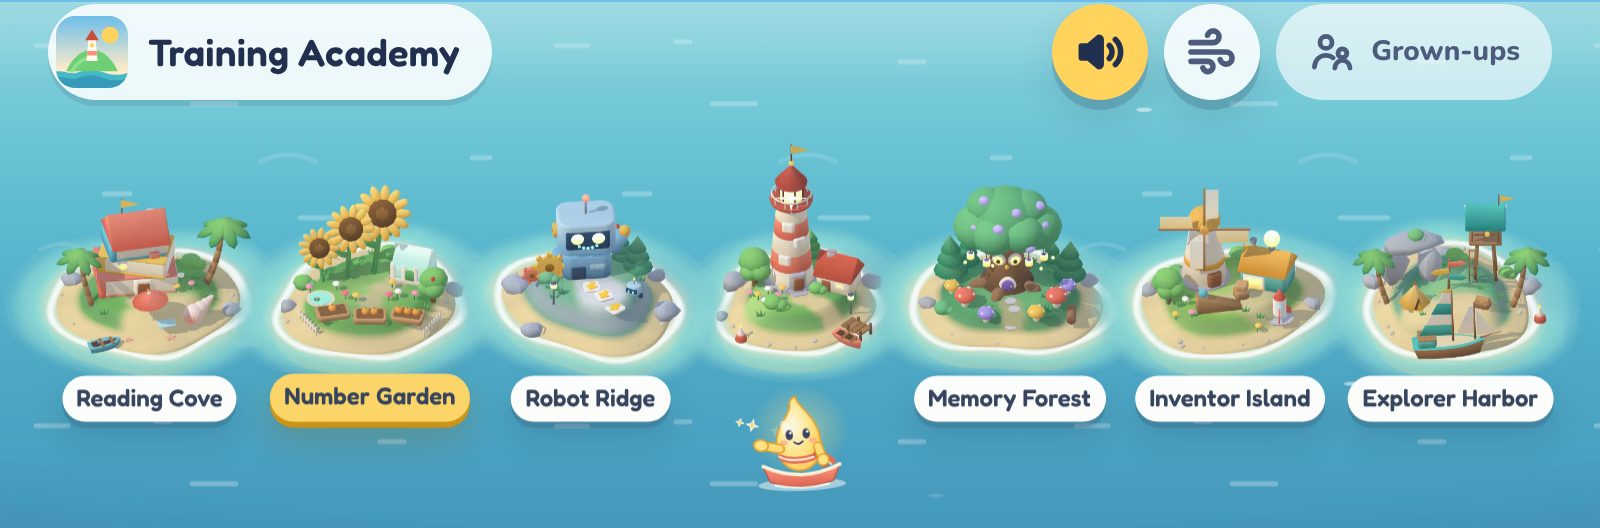 Training Academy
Grown-ups
Reading Cove
Number Garden
Robot Ridge
Memory Forest
Inventor Island
Explorer Harbor